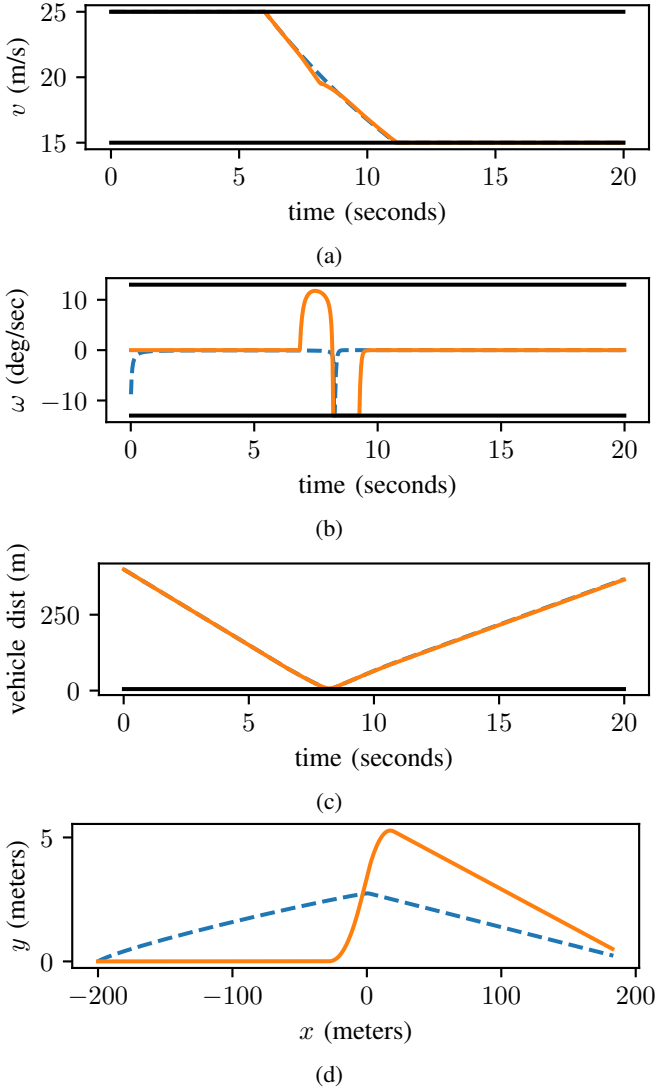 25
20
15
v (m/s)
0 5 10 15 20
time (seconds)
(a)
10
0
−10
ω (deg/sec)
0 5 10 15 20
time (seconds)
(b)
250
0
vehicle dist (m)
0 5 10 15 20
time (seconds)
(c)
5
0
y (meters)
−200 −100 0 100 200
x (meters)
(d)